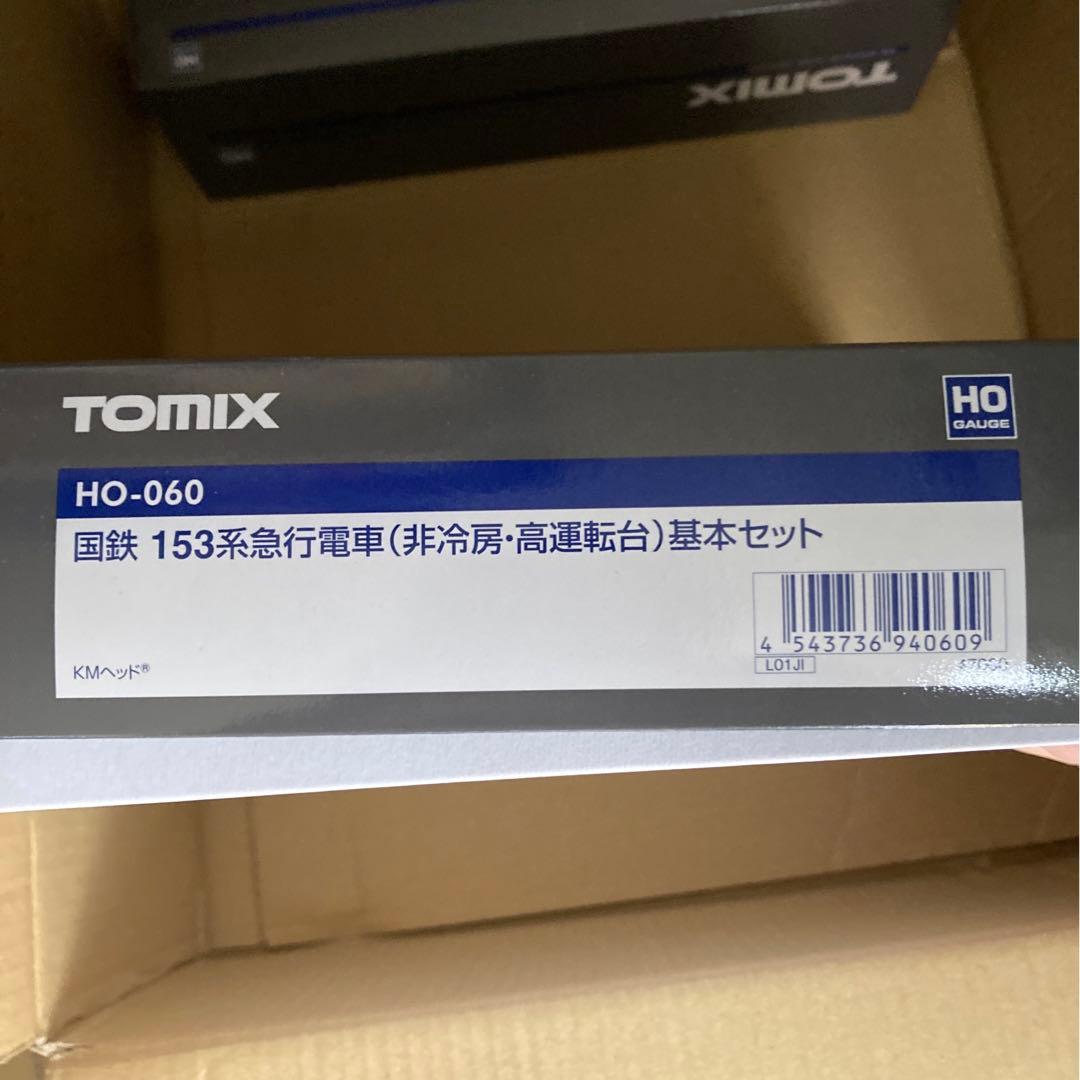 TOMIX
TOMIX
HO
GAUGE
HO-060
国鉄 153系急行電車(非冷房・高運転台)基本セット
4 543736 940609
KMヘッド®
L01JI